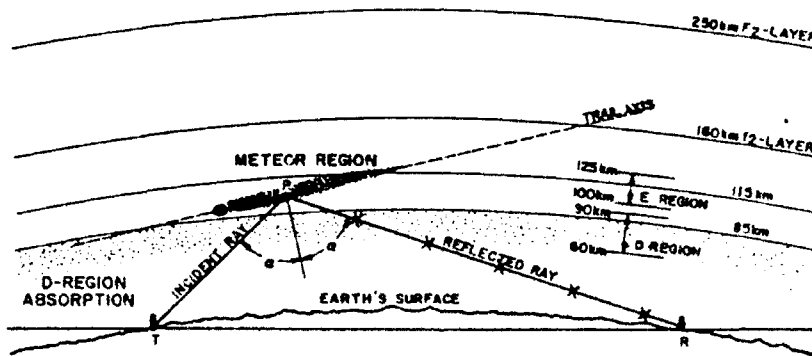 250km F2-LAYER
TRAIL AXIS
160km F2-LAYER
METEOR REGION
125km
P
115km
100km
E REGION
90km
85km
D-REGION
60km
INCIDENT RAY
α
α
REFLECTED RAY
D-REGION
ABSORPTION
EARTH'S SURFACE
T
R